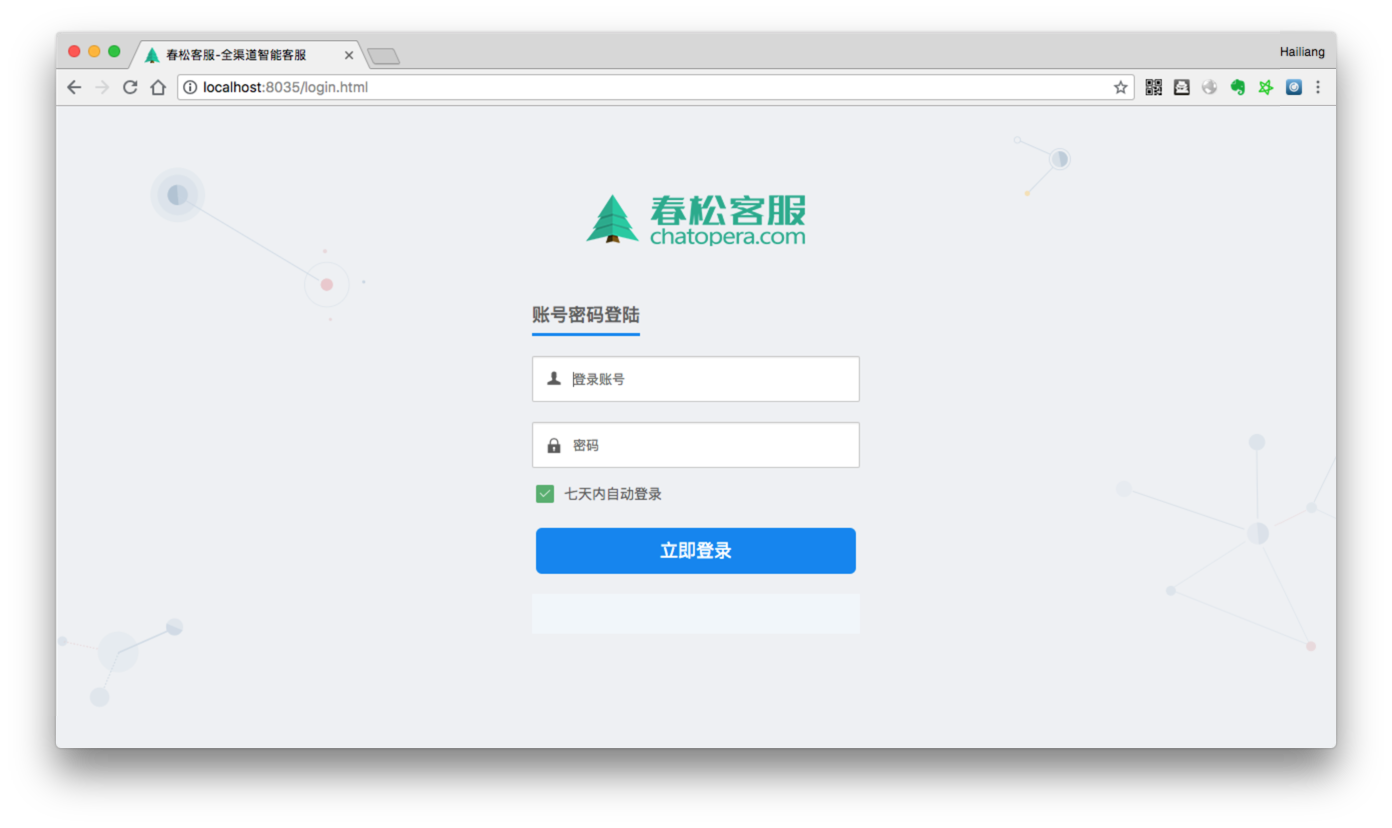 春松客服-全渠道智能客服
Hailiang
localhost:8035/login.html
春松客服
chatopera.com
账号密码登陆
登录账号
密码
七天内自动登录
立即登录